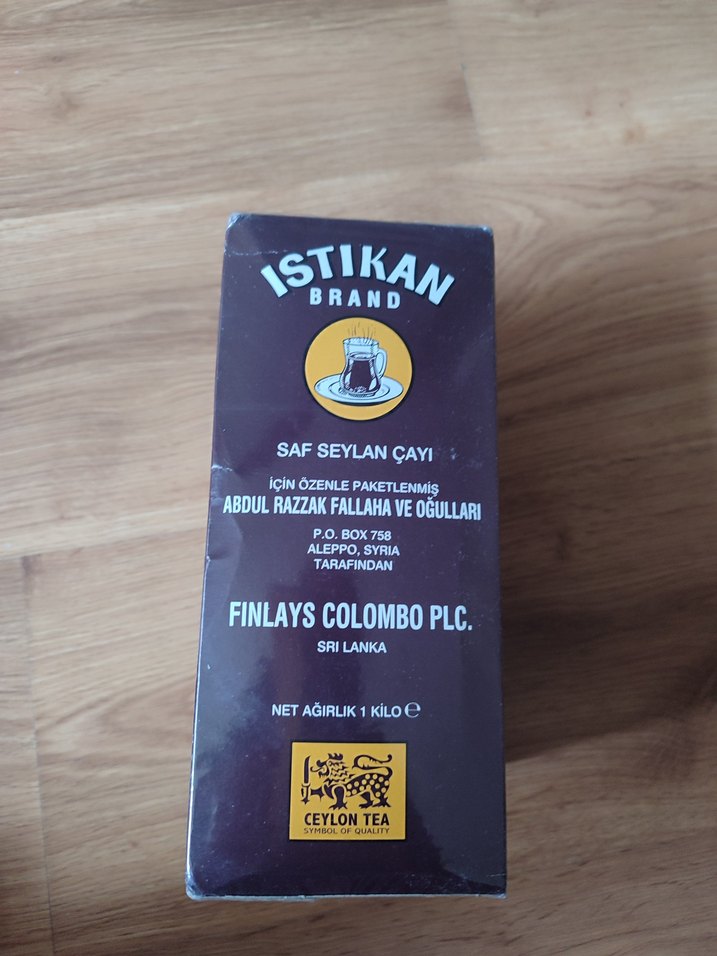 ISTIKAN
BRAND
SAF SEYLAN ÇAYI
İÇİN ÖZENLE PAKETLENMİŞ
ABDUL RAZZAK FALLAHA VE OĞULLARI
P.O. BOX 758
ALEPPO, SYRIA
TARAFINDAN
FINLAYS COLOMBO PLC.
SRI LANKA
NET AĞIRLIK 1 KİLO ℮
CEYLON TEA
SYMBOL OF QUALITY